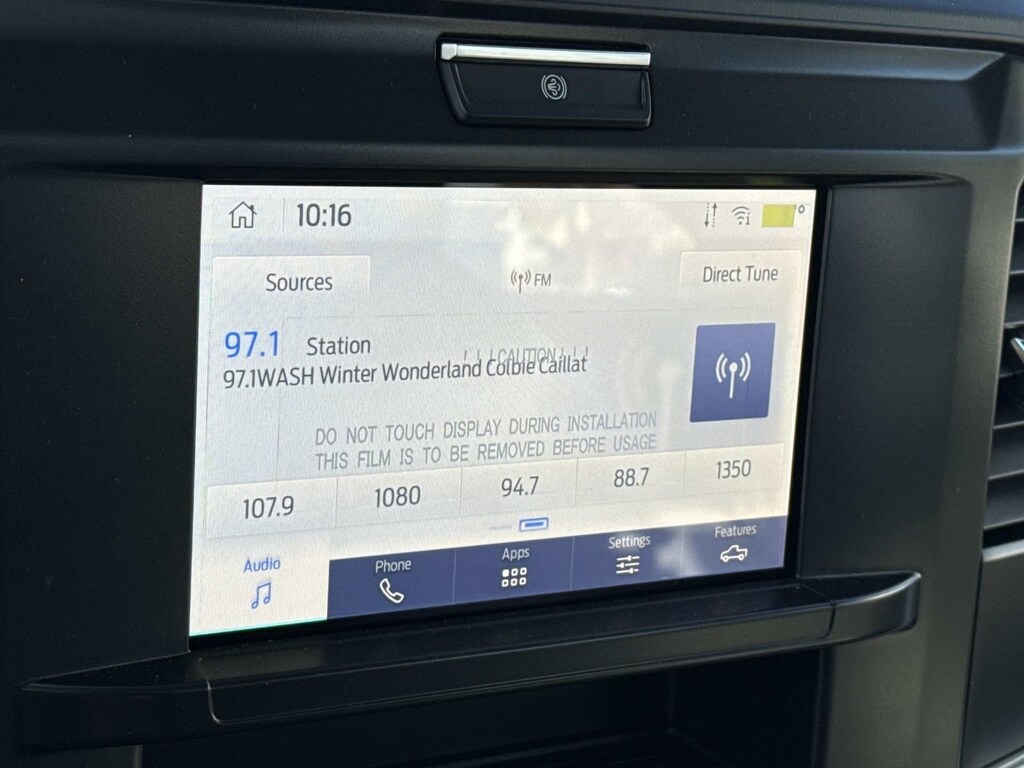 10:16
Sources
FM
Direct Tune
97.1 Station
! ! ! CAUTION ! ! !
97.1WASH Winter Wonderland Colbie Caillat
DO NOT TOUCH DISPLAY DURING INSTALLATION
THIS FILM IS TO BE REMOVED BEFORE USAGE
107.9 1080 94.7 88.7 1350
Audio Phone Apps Settings Features